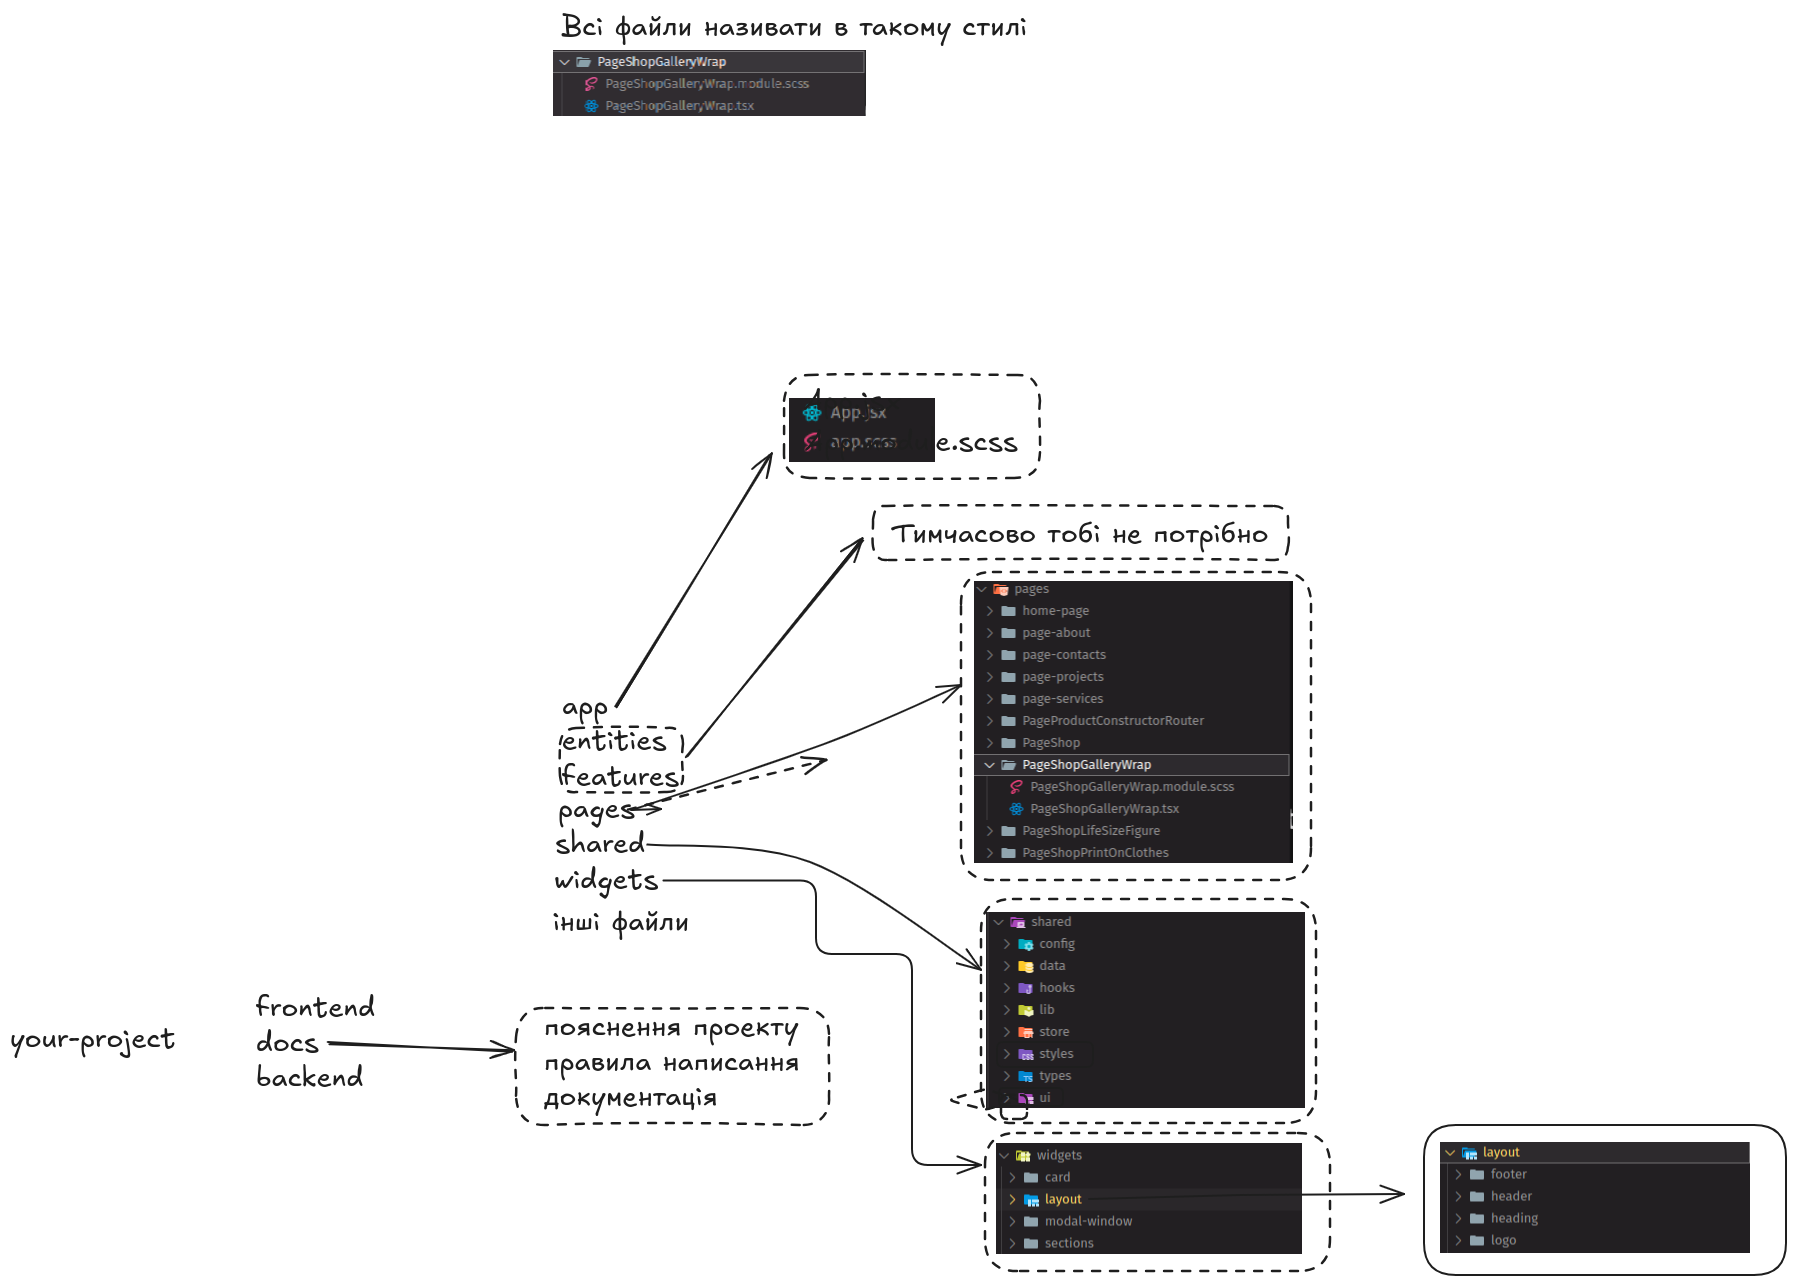 Всі файли називати в такому стилі
PageShopGalleryWrap
PageShopGalleryWrap.module.scss
PageShopGalleryWrap.tsx
App.jsx
app.scss
e.scss
Тимчасово тобі не потрібно
pages
home-page
page-about
page-contacts
page-projects
page-services
PageProductConstructorRouter
PageShop
PageShopGalleryWrap
PageShopGalleryWrap.module.scss
PageShopGalleryWrap.tsx
PageShopLifeSizeFigure
PageShopPrintOnClothes
app
entities
features
pages
shared
widgets
інші файли
shared
config
data
hooks
lib
store
styles
types
ui
your-project
frontend
docs
backend
пояснення проекту
правила написання
документація
widgets
card
layout
modal-window
sections
layout
footer
header
heading
logo